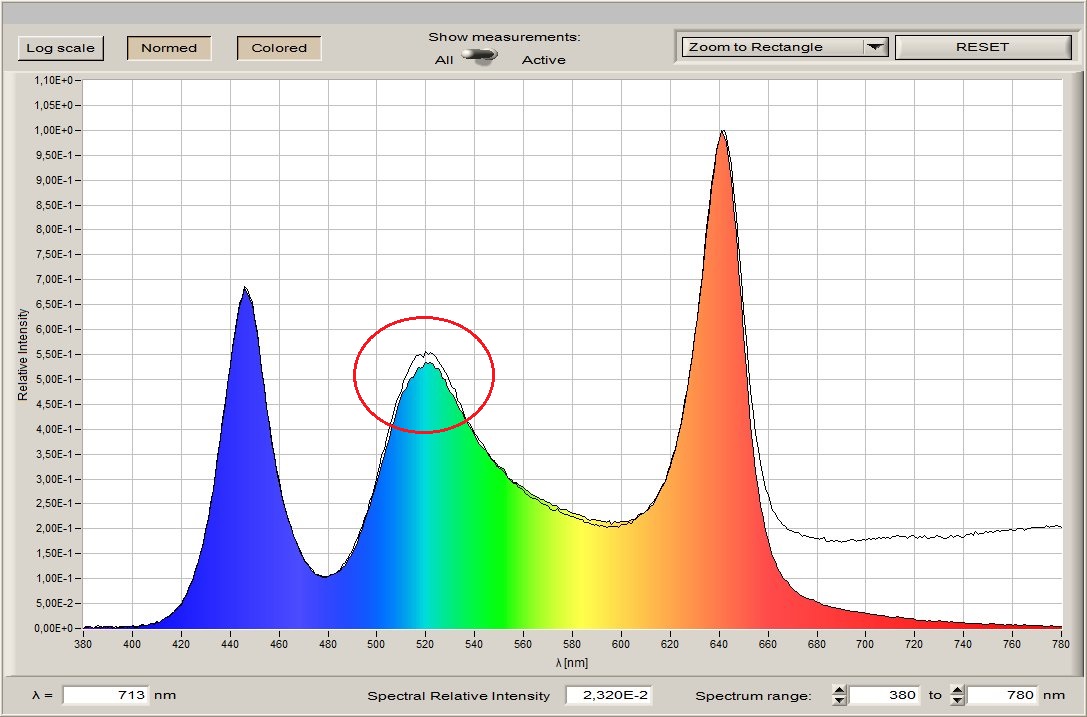 Show measurements:
Log scale Normed Colored All Active Zoom to Rectangle RESET
1,10E+0
1,05E+0
1,00E+0
9,50E-1
9,00E-1
8,50E-1
8,00E-1
7,50E-1
7,00E-1
6,50E-1
6,00E-1
5,50E-1
5,00E-1
4,50E-1
4,00E-1
3,50E-1
3,00E-1
2,50E-1
2,00E-1
1,50E-1
1,00E-1
5,00E-2
0,00E+0
Relative Intensity
380 400 420 440 460 480 500 520 540 560 580 600 620 640 660 680 700 720 740 760 780
λ [nm]
λ = 713 nm Spectral Relative Intensity 2,320E-2 Spectrum range: 380 to 780 nm